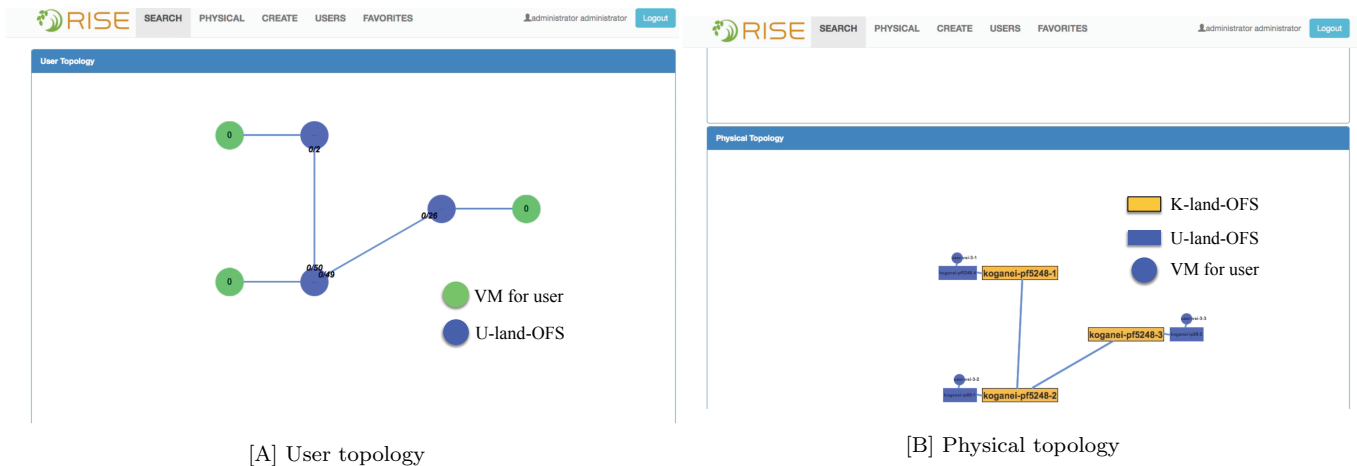 RISE SEARCH PHYSICAL CREATE USERS FAVORITES administrator administrator Logout
User Topology
0
0/2
0/26
0
0/50
0/49
0
VM for user
U-land-OFS
[A] User topology
RISE SEARCH PHYSICAL CREATE USERS FAVORITES administrator administrator Logout
Physical Topology
K-land-OFS
U-land-OFS
VM for user
koganei-pf5248-1
koganei-pf5248-3
koganei-pf5248-2
[B] Physical topology